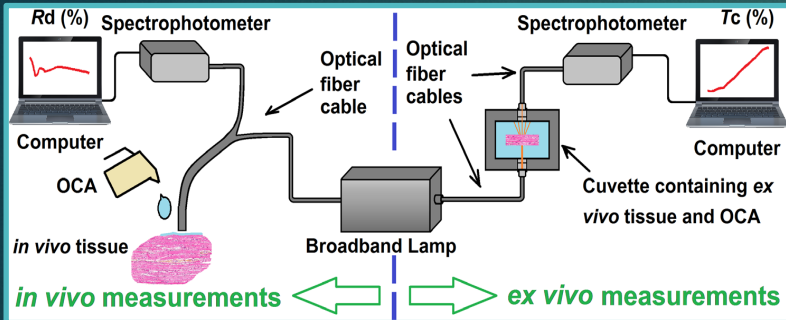 Rd (%)
Spectrophotometer
Optical
fiber
cable
Computer
OCA
in vivo tissue
in vivo measurements
Broadband Lamp
Optical
fiber
cables
Spectrophotometer
Tc (%)
Computer
Cuvette containing ex
vivo tissue and OCA
ex vivo measurements